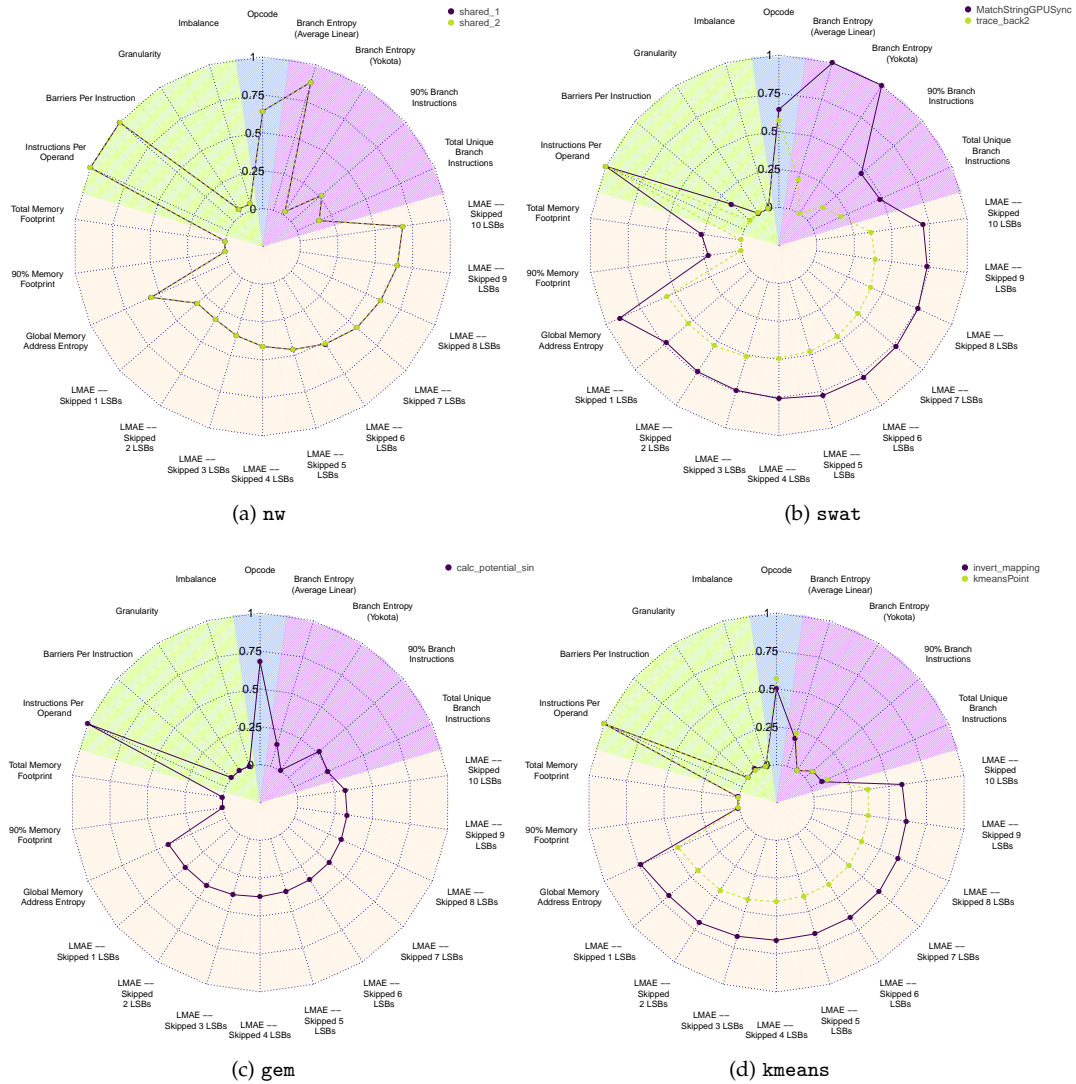 Opcode
shared_1
shared_2
Imbalance
Branch Entropy
(Average Linear)
Granularity
Branch Entropy
(Yokota)
Barriers Per Instruction
90% Branch
Instructions
Instructions Per
Operand
Total Unique
Branch
Instructions
Total Memory
Footprint
LMAE −−
Skipped
10 LSBs
90% Memory
Footprint
LMAE −−
Skipped 9
LSBs
Global Memory
Address Entropy
LMAE −−
Skipped 8 LSBs
LMAE −−
Skipped 1 LSBs
LMAE −−
Skipped 7 LSBs
LMAE −−
Skipped
2 LSBs
LMAE −−
Skipped 6
LSBs
LMAE −−
Skipped 3 LSBs
LMAE −−
Skipped 4 LSBs
LMAE −−
Skipped 5
LSBs
1
0.75
0.5
0.25
0
(a) nw
Opcode
MatchStringGPUSync
trace_back2
Imbalance
Branch Entropy
(Average Linear)
Granularity
Branch Entropy
(Yokota)
Barriers Per Instruction
90% Branch
Instructions
Instructions Per
Operand
Total Unique
Branch
Instructions
Total Memory
Footprint
LMAE −−
Skipped
10 LSBs
90% Memory
Footprint
LMAE −−
Skipped 9
LSBs
Global Memory
Address Entropy
LMAE −−
Skipped 8 LSBs
LMAE −−
Skipped 1 LSBs
LMAE −−
Skipped 7 LSBs
LMAE −−
Skipped
2 LSBs
LMAE −−
Skipped 6
LSBs
LMAE −−
Skipped 3 LSBs
LMAE −−
Skipped 4 LSBs
LMAE −−
Skipped 5
LSBs
1
0.75
0.5
0.25
0
(b) swat
Opcode
calc_potential_sin
Imbalance
Branch Entropy
(Average Linear)
Granularity
Branch Entropy
(Yokota)
Barriers Per Instruction
90% Branch
Instructions
Instructions Per
Operand
Total Unique
Branch
Instructions
Total Memory
Footprint
LMAE −−
Skipped
10 LSBs
90% Memory
Footprint
LMAE −−
Skipped 9
LSBs
Global Memory
Address Entropy
LMAE −−
Skipped 8 LSBs
LMAE −−
Skipped 1 LSBs
LMAE −−
Skipped 7 LSBs
LMAE −−
Skipped
2 LSBs
LMAE −−
Skipped 6
LSBs
LMAE −−
Skipped 3 LSBs
LMAE −−
Skipped 4 LSBs
LMAE −−
Skipped 5
LSBs
1
0.75
0.5
0.25
0
(c) gem
Opcode
invert_mapping
kmeansPoint
Imbalance
Branch Entropy
(Average Linear)
Granularity
Branch Entropy
(Yokota)
Barriers Per Instruction
90% Branch
Instructions
Instructions Per
Operand
Total Unique
Branch
Instructions
Total Memory
Footprint
LMAE −−
Skipped
10 LSBs
90% Memory
Footprint
LMAE −−
Skipped 9
LSBs
Global Memory
Address Entropy
LMAE −−
Skipped 8 LSBs
LMAE −−
Skipped 1 LSBs
LMAE −−
Skipped 7 LSBs
LMAE −−
Skipped
2 LSBs
LMAE −−
Skipped 6
LSBs
LMAE −−
Skipped 3 LSBs
LMAE −−
Skipped 4 LSBs
LMAE −−
Skipped 5
LSBs
1
0.75
0.5
0.25
0
(d) kmeans